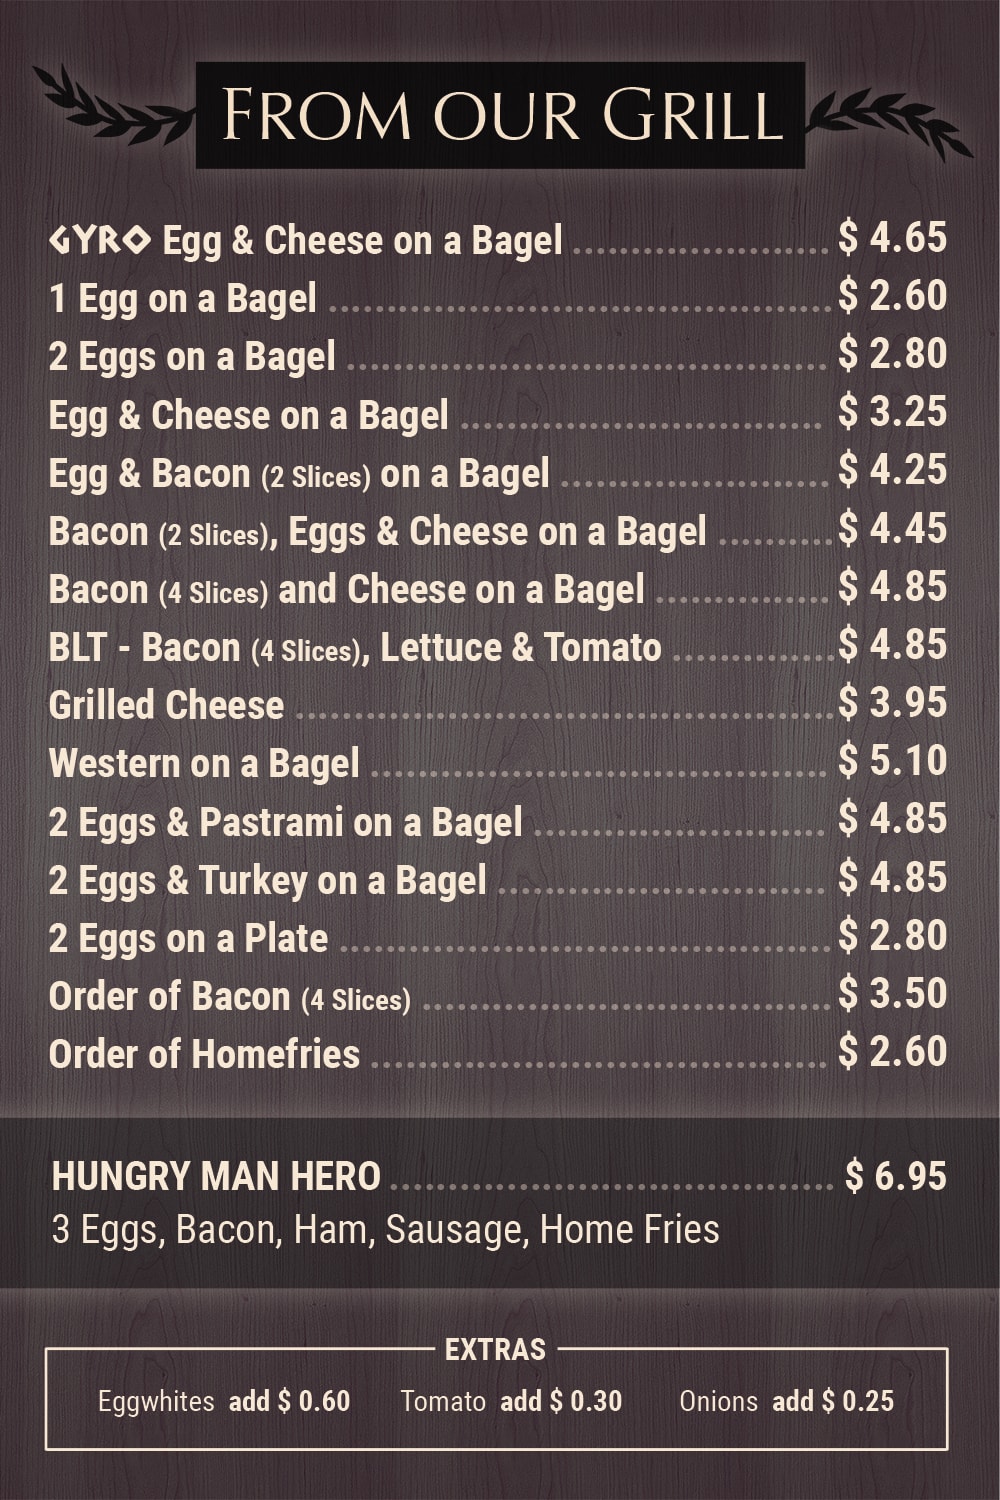 FROM OUR GRILL
GYRO Egg & Cheese on a Bagel $ 4.65
1 Egg on a Bagel $ 2.60
2 Eggs on a Bagel $ 2.80
Egg & Cheese on a Bagel $ 3.25
Egg & Bacon (2 Slices) on a Bagel $ 4.25
Bacon (2 Slices), Eggs & Cheese on a Bagel $ 4.45
Bacon (4 Slices) and Cheese on a Bagel $ 4.85
BLT - Bacon (4 Slices), Lettuce & Tomato $ 4.85
Grilled Cheese $ 3.95
Western on a Bagel $ 5.10
2 Eggs & Pastrami on a Bagel $ 4.85
2 Eggs & Turkey on a Bagel $ 4.85
2 Eggs on a Plate $ 2.80
Order of Bacon (4 Slices) $ 3.50
Order of Homefries $ 2.60
HUNGRY MAN HERO $ 6.95
3 Eggs, Bacon, Ham, Sausage, Home Fries
EXTRAS
Eggwhites add $ 0.60 Tomato add $ 0.30 Onions add $ 0.25